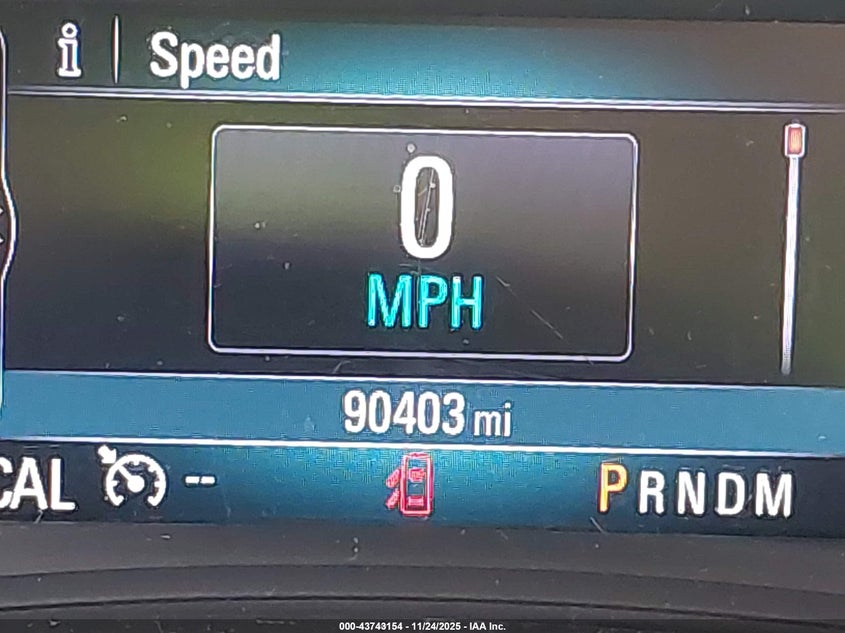 i | Speed
0
MPH
90403 mi
CAL -- PRNDM
000-43743154 - 11/24/2025 - IAA Inc.